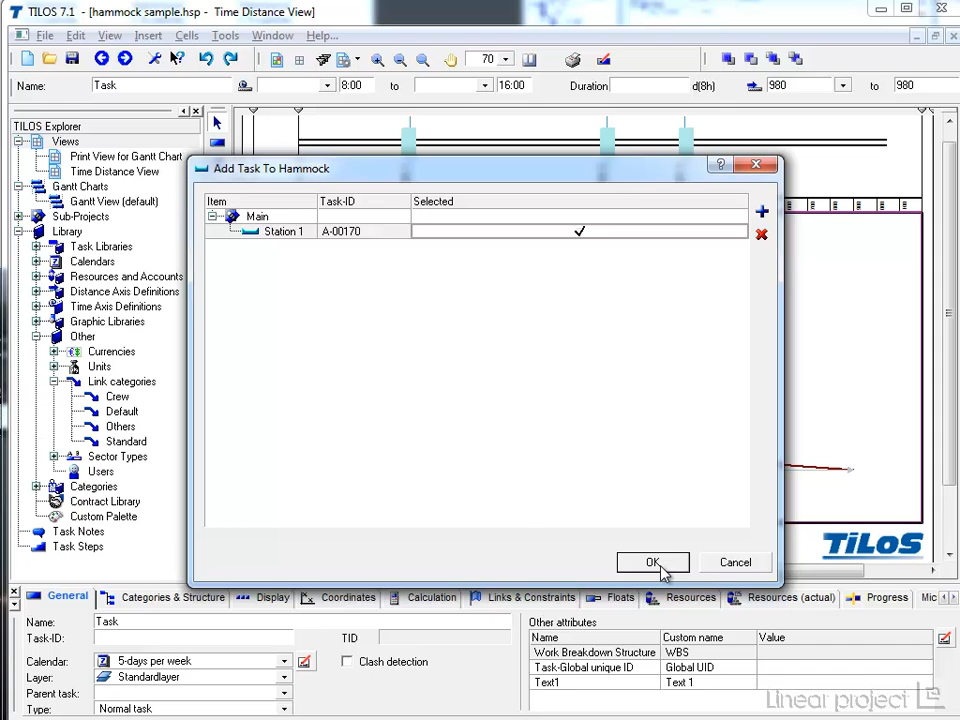 TILOS 7.1 - [hammock sample.hsp - Time Distance View]
File Edit View Insert Cells Tools Window Help...
70
Name: Task 8:00 to 16:00 Duration d(8h) 980 to 980
TILOS Explorer
Views
Print View for Gantt Chart
Time Distance View
Gantt Charts
Gantt View (default)
Sub-Projects
Library
Task Libraries
Calendars
Resources and Accounts
Distance Axis Definitions
Time Axis Definitions
Graphic Libraries
Other
Currencies
Units
Link categories
Crew
Default
Others
Standard
Sector Types
Users
Categories
Contract Library
Custom Palette
Task Notes
Task Steps
Add Task To Hammock
Item Task-ID Selected
Main
Station 1 A-00170
OK Cancel
TILOS
General Categories & Structure Display Coordinates Calculation Links & Constraints Floats Resources Resources (actual) Progress Mic
Name: Task
Task-ID: TID
Calendar: 5-days per week Clash detection
Layer: Standardlayer
Parent task:
Type: Normal task
Other attributes
Name Custom name Value
Work Breakdown Structure WBS
Task-Global unique ID Global UID
Text1 Text 1
Linear project